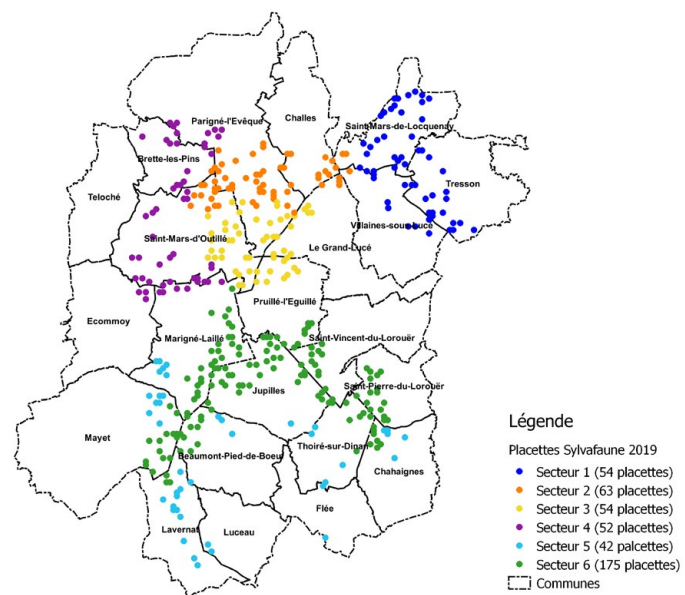 Challes
Parigné-l'Evêque
Saint-Mars-de-Locquenay
Brette-les-Pins
Tresson
Teloché
Villaines-sous-Lucé
Saint-Mars-d'Outillé
Le Grand-Lucé
Pruillé-l'Eguillé
Ecommoy
Marigné-Laillé
Saint-Vincent-du-Lorouër
Saint-Pierre-du-Lorouër
Jupilles
Mayet
Thoiré-sur-Dinan
Beaumont-Pied-de-Boeuf
Chahaignes
Flée
Lavernat
Luceau
Légende
Placettes Sylvafaune 2019
Secteur 1 (54 placettes)
Secteur 2 (63 placettes)
Secteur 3 (54 placettes)
Secteur 4 (52 placettes)
Secteur 5 (42 palcettes)
Secteur 6 (175 placettes)
Communes